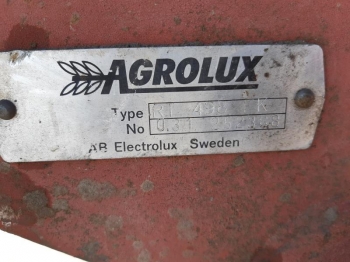 AGROLUX
Type
No
AB Electrolux Sweden